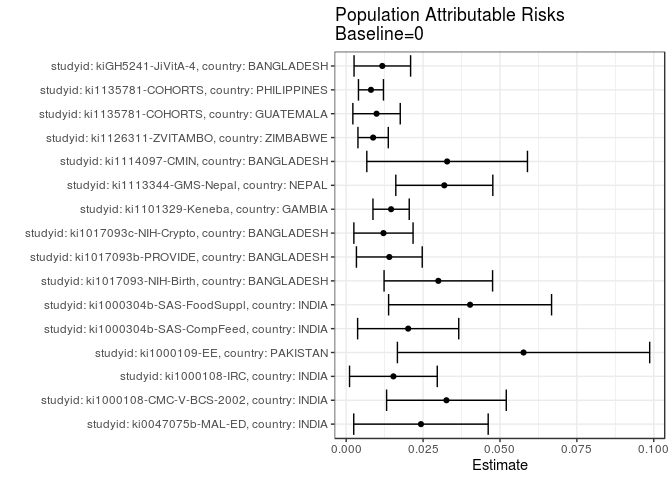 Population Attributable Risks
Baseline=0
studyid: kiGH5241-JiVitA-4, country: BANGLADESH
studyid: ki1135781-COHORTS, country: PHILIPPINES
studyid: ki1135781-COHORTS, country: GUATEMALA
studyid: ki1126311-ZVITAMBO, country: ZIMBABWE
studyid: ki1114097-CMIN, country: BANGLADESH
studyid: ki1113344-GMS-Nepal, country: NEPAL
studyid: ki1101329-Keneba, country: GAMBIA
studyid: ki1017093c-NIH-Crypto, country: BANGLADESH
studyid: ki1017093b-PROVIDE, country: BANGLADESH
studyid: ki1017093-NIH-Birth, country: BANGLADESH
studyid: ki1000304b-SAS-FoodSuppl, country: INDIA
studyid: ki1000304b-SAS-CompFeed, country: INDIA
studyid: ki1000109-EE, country: PAKISTAN
studyid: ki1000108-IRC, country: INDIA
studyid: ki1000108-CMC-V-BCS-2002, country: INDIA
studyid: ki0047075b-MAL-ED, country: INDIA
0.000 0.025 0.050 0.075 0.100
Estimate